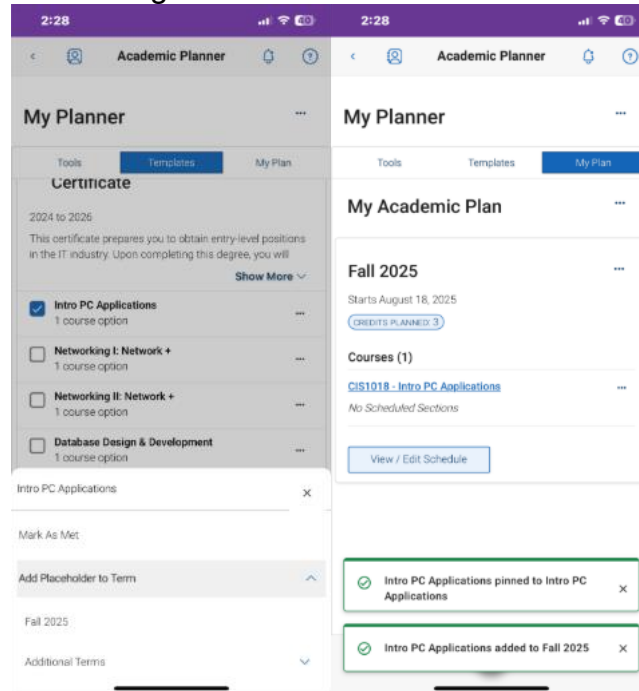 2:28
Academic Planner
My Planner
Tools
Templates
My Plan
Certificate
2024 to 2026
This certificate prepares you to obtain entry-level positions
in the IT industry. Upon completing this degree, you will
Show More
Intro PC Applications
1 course option
Networking I: Network +
1 course option
Networking II: Network +
1 course option
Database Design & Development
1 course option
Intro PC Applications
Mark As Met
Add Placeholder to Term
Fall 2025
Additional Terms
2:28
Academic Planner
My Planner
Tools
Templates
My Plan
My Academic Plan
Fall 2025
Starts August 18, 2025
CREDITS PLANNED: 3
Courses (1)
CIS1018 - Intro PC Applications
No Scheduled Sections
View / Edit Schedule
Intro PC Applications pinned to Intro PC
Applications
Intro PC Applications added to Fall 2025